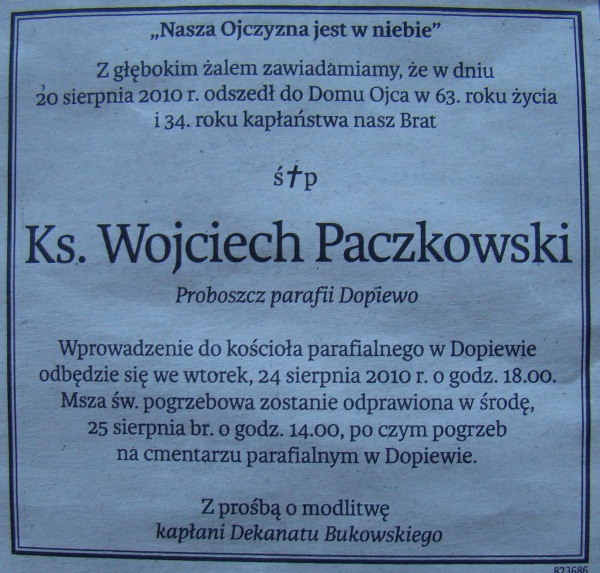 „Nasza Ojczyzna jest w niebie”
Z głębokim żalem zawiadamiamy, że w dniu
20 sierpnia 2010 r. odszedł do Domu Ojca w 63. roku życia
i 34. roku kapłaństwa nasz Brat
ś✝p
Ks. Wojciech Paczkowski
Proboszcz parafii Dopiewo
Wprowadzenie do kościoła parafialnego w Dopiewie
odbędzie się we wtorek, 24 sierpnia 2010 r. o godz. 18.00.
Msza św. pogrzebowa zostanie odprawiona w środę,
25 sierpnia br. o godz. 14.00, po czym pogrzeb
na cmentarzu parafialnym w Dopiewie.
Z prośbą o modlitwę
kapłani Dekanatu Bukowskiego
823686